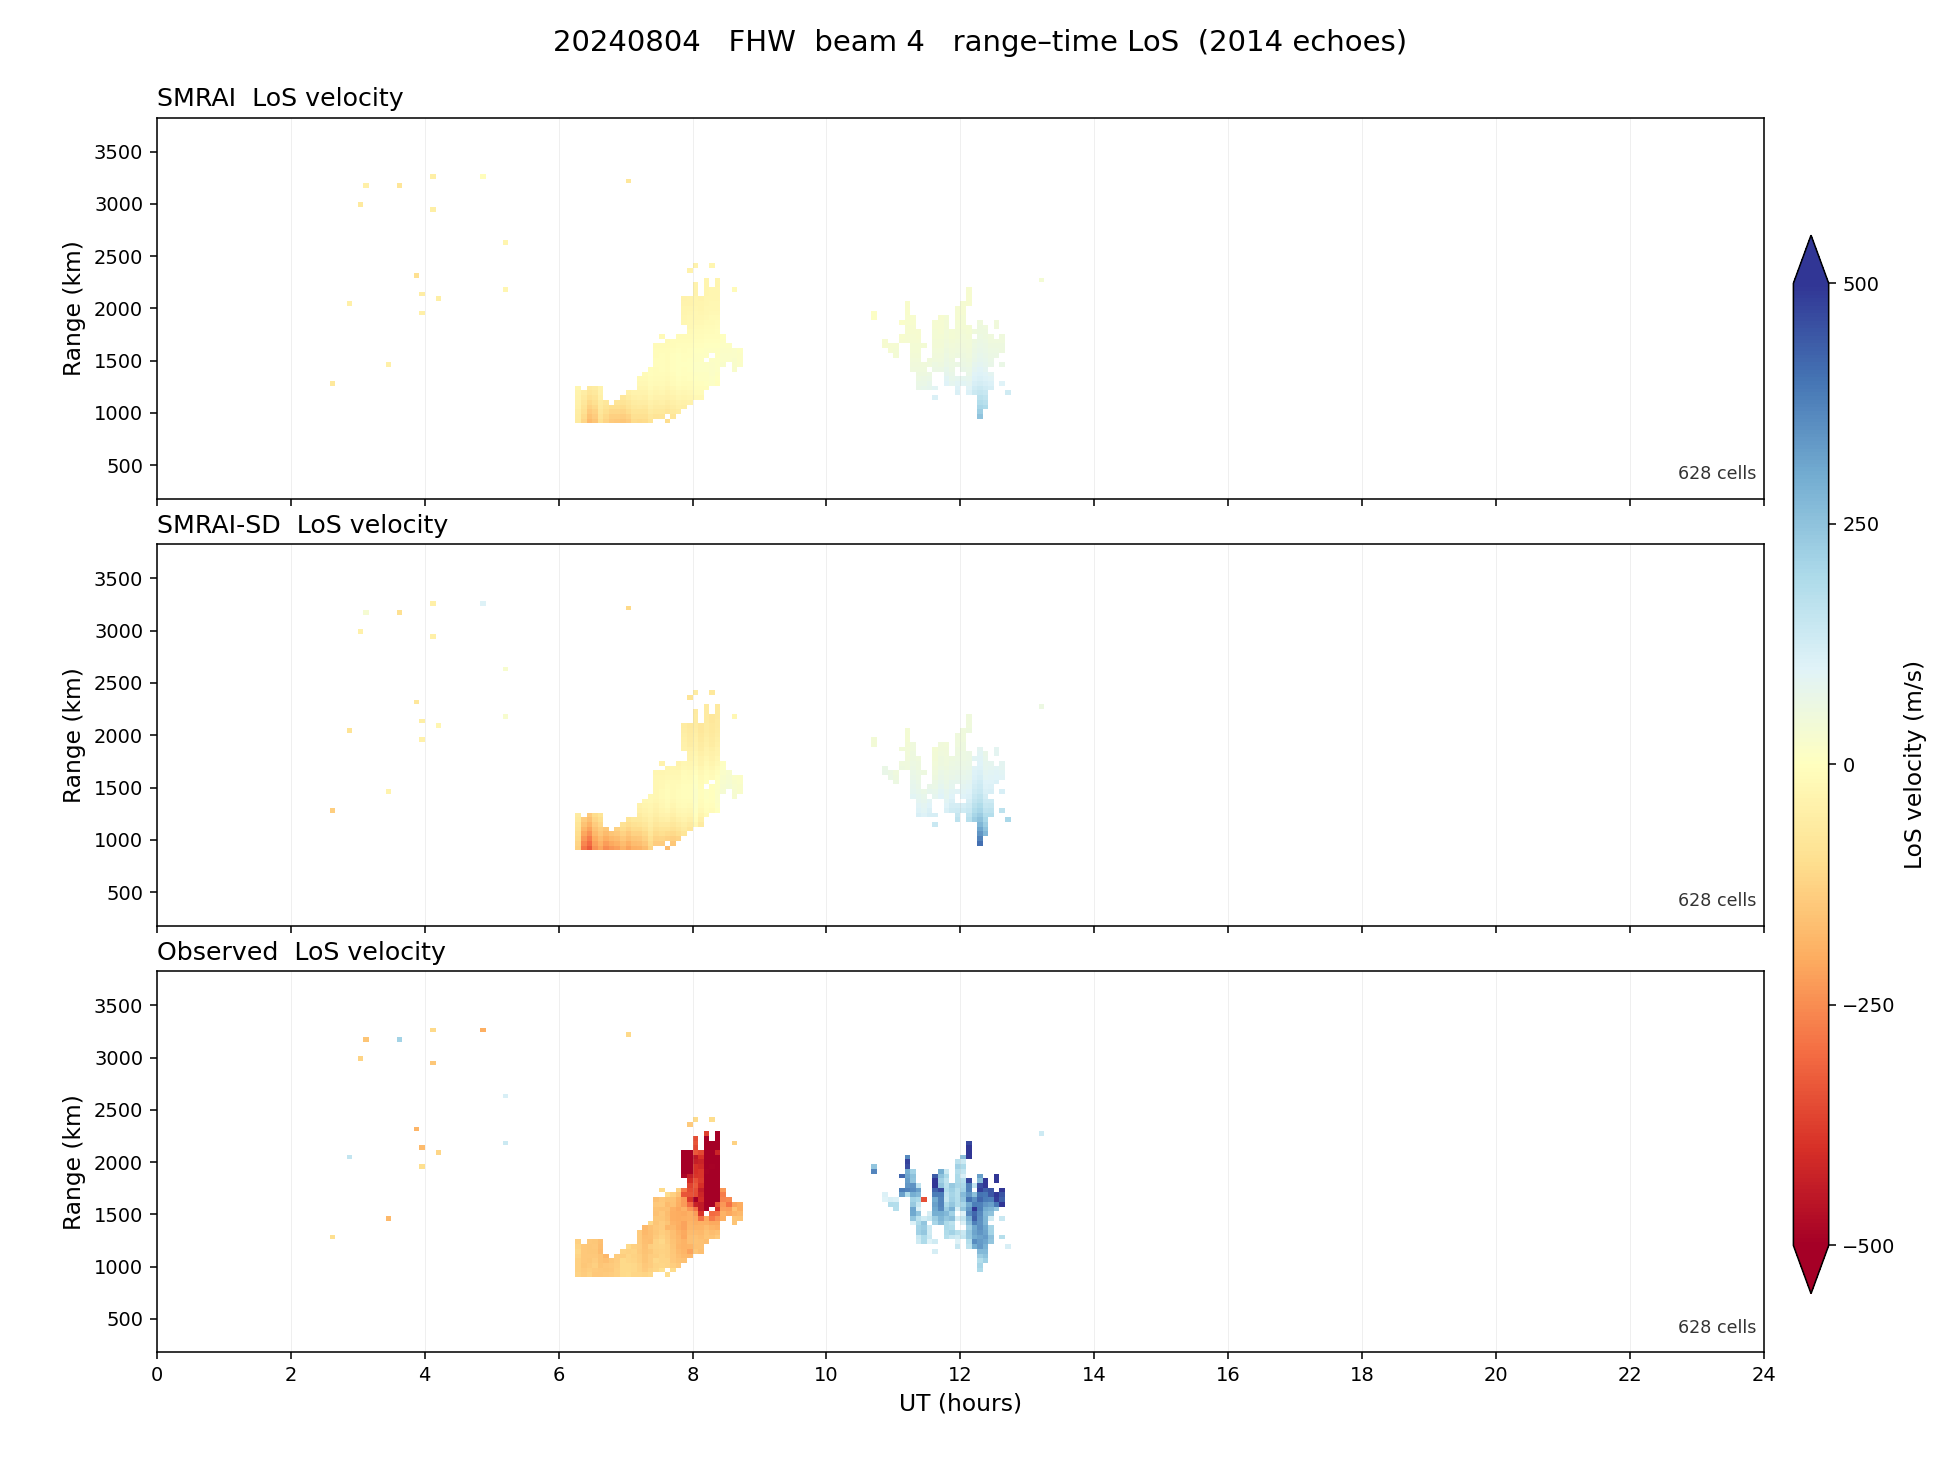 20240804   FHW  beam 4   range–time LoS  (2014 echoes)
SMRAI  LoS velocity
3500
3000
2500
2000
1500
1000
500
Range (km)
628 cells
SMRAI-SD  LoS velocity
3500
3000
2500
2000
1500
1000
500
Range (km)
628 cells
Observed  LoS velocity
3500
3000
2500
2000
1500
1000
500
Range (km)
628 cells
0 2 4 6 8 10 12 14 16 18 20 22 24
UT (hours)
500
250
0
−250
−500
LoS velocity (m/s)